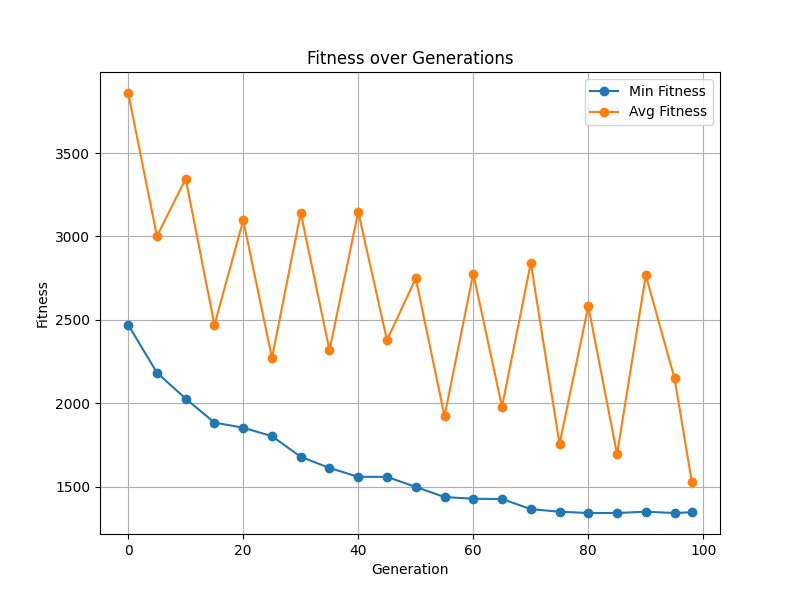 Fitness over Generations
Min Fitness
Avg Fitness
3500
3000
2500
2000
1500
Fitness
0 20 40 60 80 100
Generation